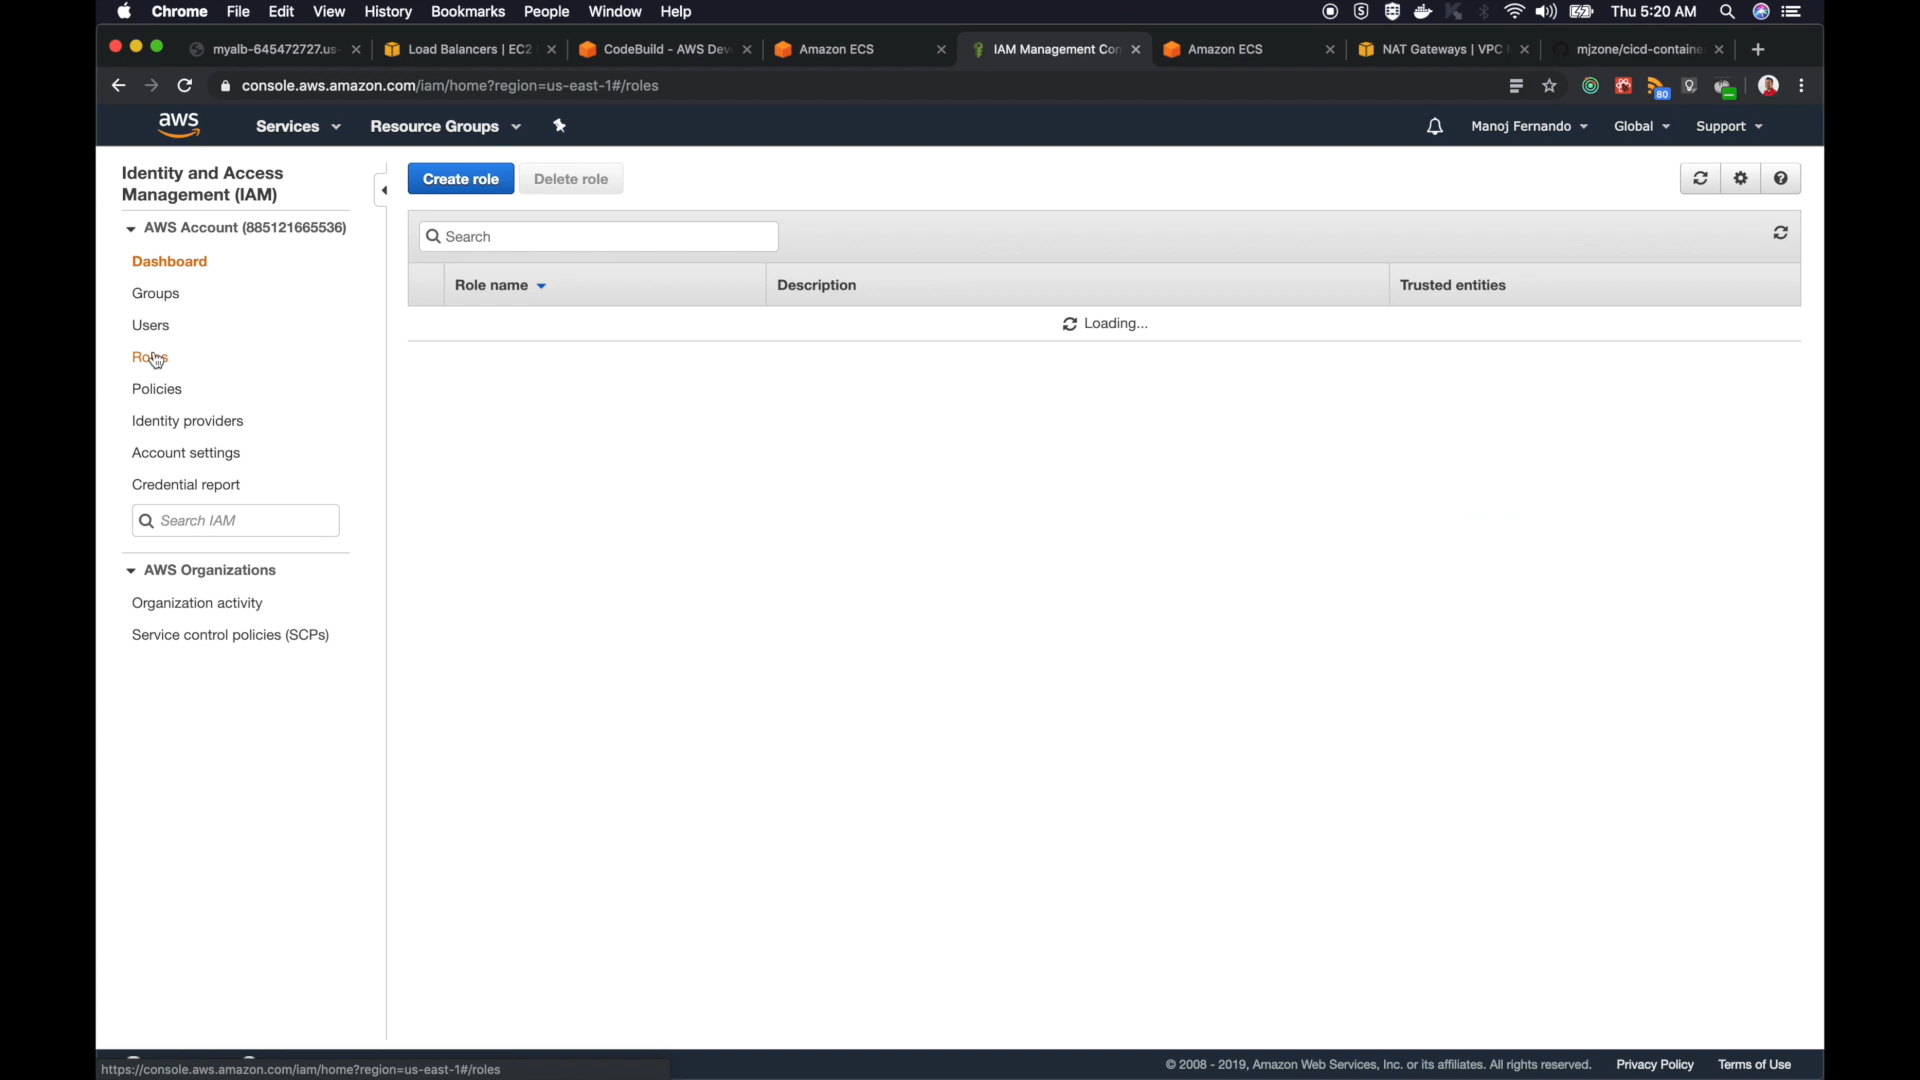 Chrome File Edit View History Bookmarks People Window Help Thu 5:20 AM
myalb-645472727.us- Load Balancers | EC2 CodeBuild - AWS Dev Amazon ECS IAM Management Con Amazon ECS NAT Gateways | VPC mjzone/cicd-containe
console.aws.amazon.com/iam/home?region=us-east-1#/roles 80
aws Services Resource Groups Manoj Fernando Global Support
Identity and Access
Management (IAM)
AWS Account (885121665536)
Dashboard
Groups
Users
Roles
Policies
Identity providers
Account settings
Credential report
Search IAM
AWS Organizations
Organization activity
Service control policies (SCPs)
Create role Delete role
Search
Role name Description Trusted entities
Loading...
https://console.aws.amazon.com/iam/home?region=us-east-1#/roles
© 2008 - 2019, Amazon Web Services, Inc. or its affiliates. All rights reserved. Privacy Policy Terms of Use